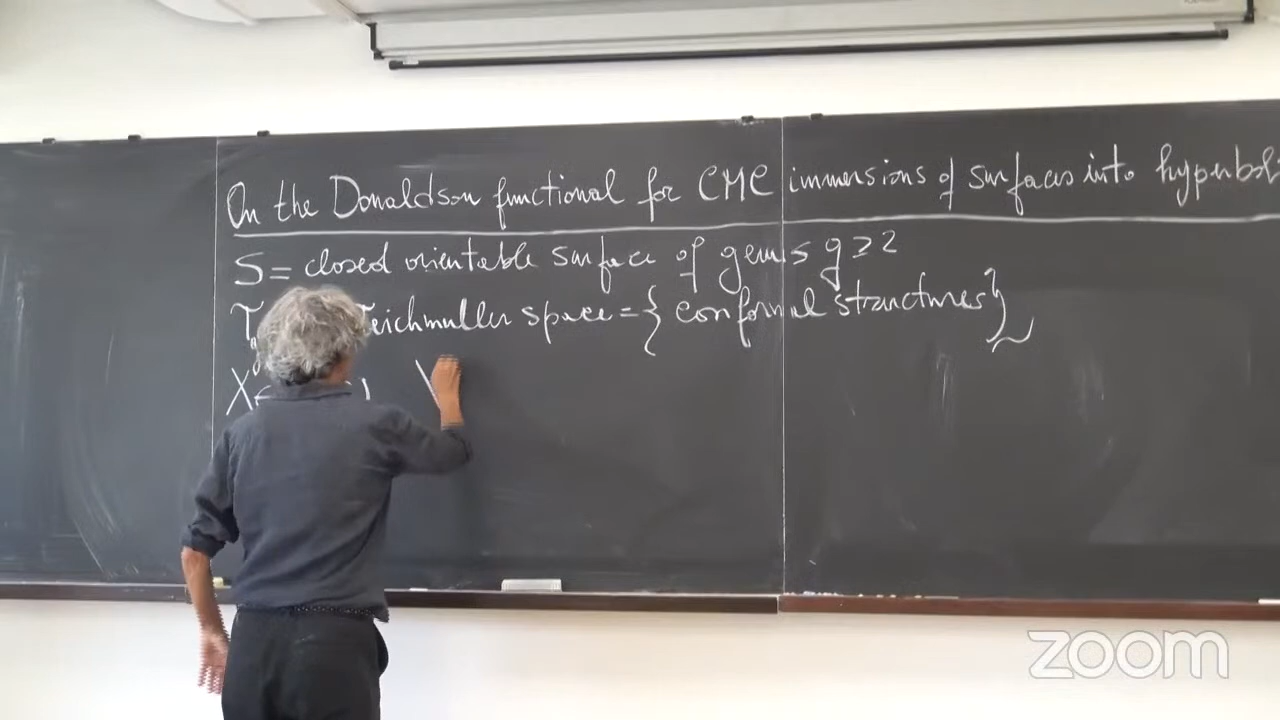 On the Donaldson functional for CMC immersions of surfaces into hyperboli
S = closed orientable surface of genus g ≥ 2
T Teichmuller space = { conformal structures } ~
X ∈
zoom